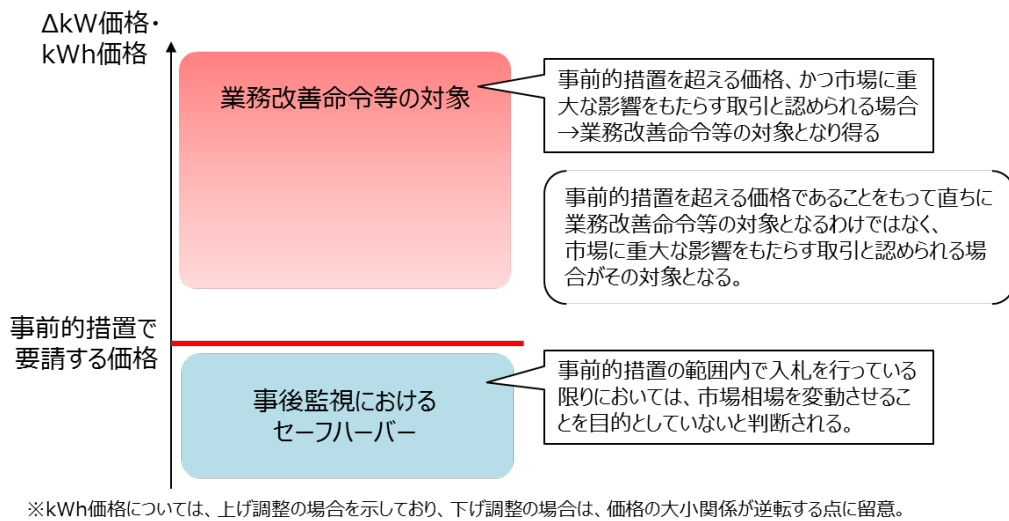 ΔkW価格・
kWh価格
業務改善命令等の対象
事前的措置を超える価格、かつ市場に重
大な影響をもたらす取引と認められる場合
→業務改善命令等の対象となり得る
事前的措置を超える価格であることをもって直ちに
業務改善命令等の対象となるわけではなく、
市場に重大な影響をもたらす取引と認められる場
合がその対象となる。
事前的措置で
要請する価格
事後監視における
セーフハーバー
事前的措置の範囲内で入札を行っている
限りにおいては、市場相場を変動させるこ
とを目的としていないと判断される。
※kWh価格については、上げ調整の場合を示しており、下げ調整の場合は、価格の大小関係が逆転する点に留意。